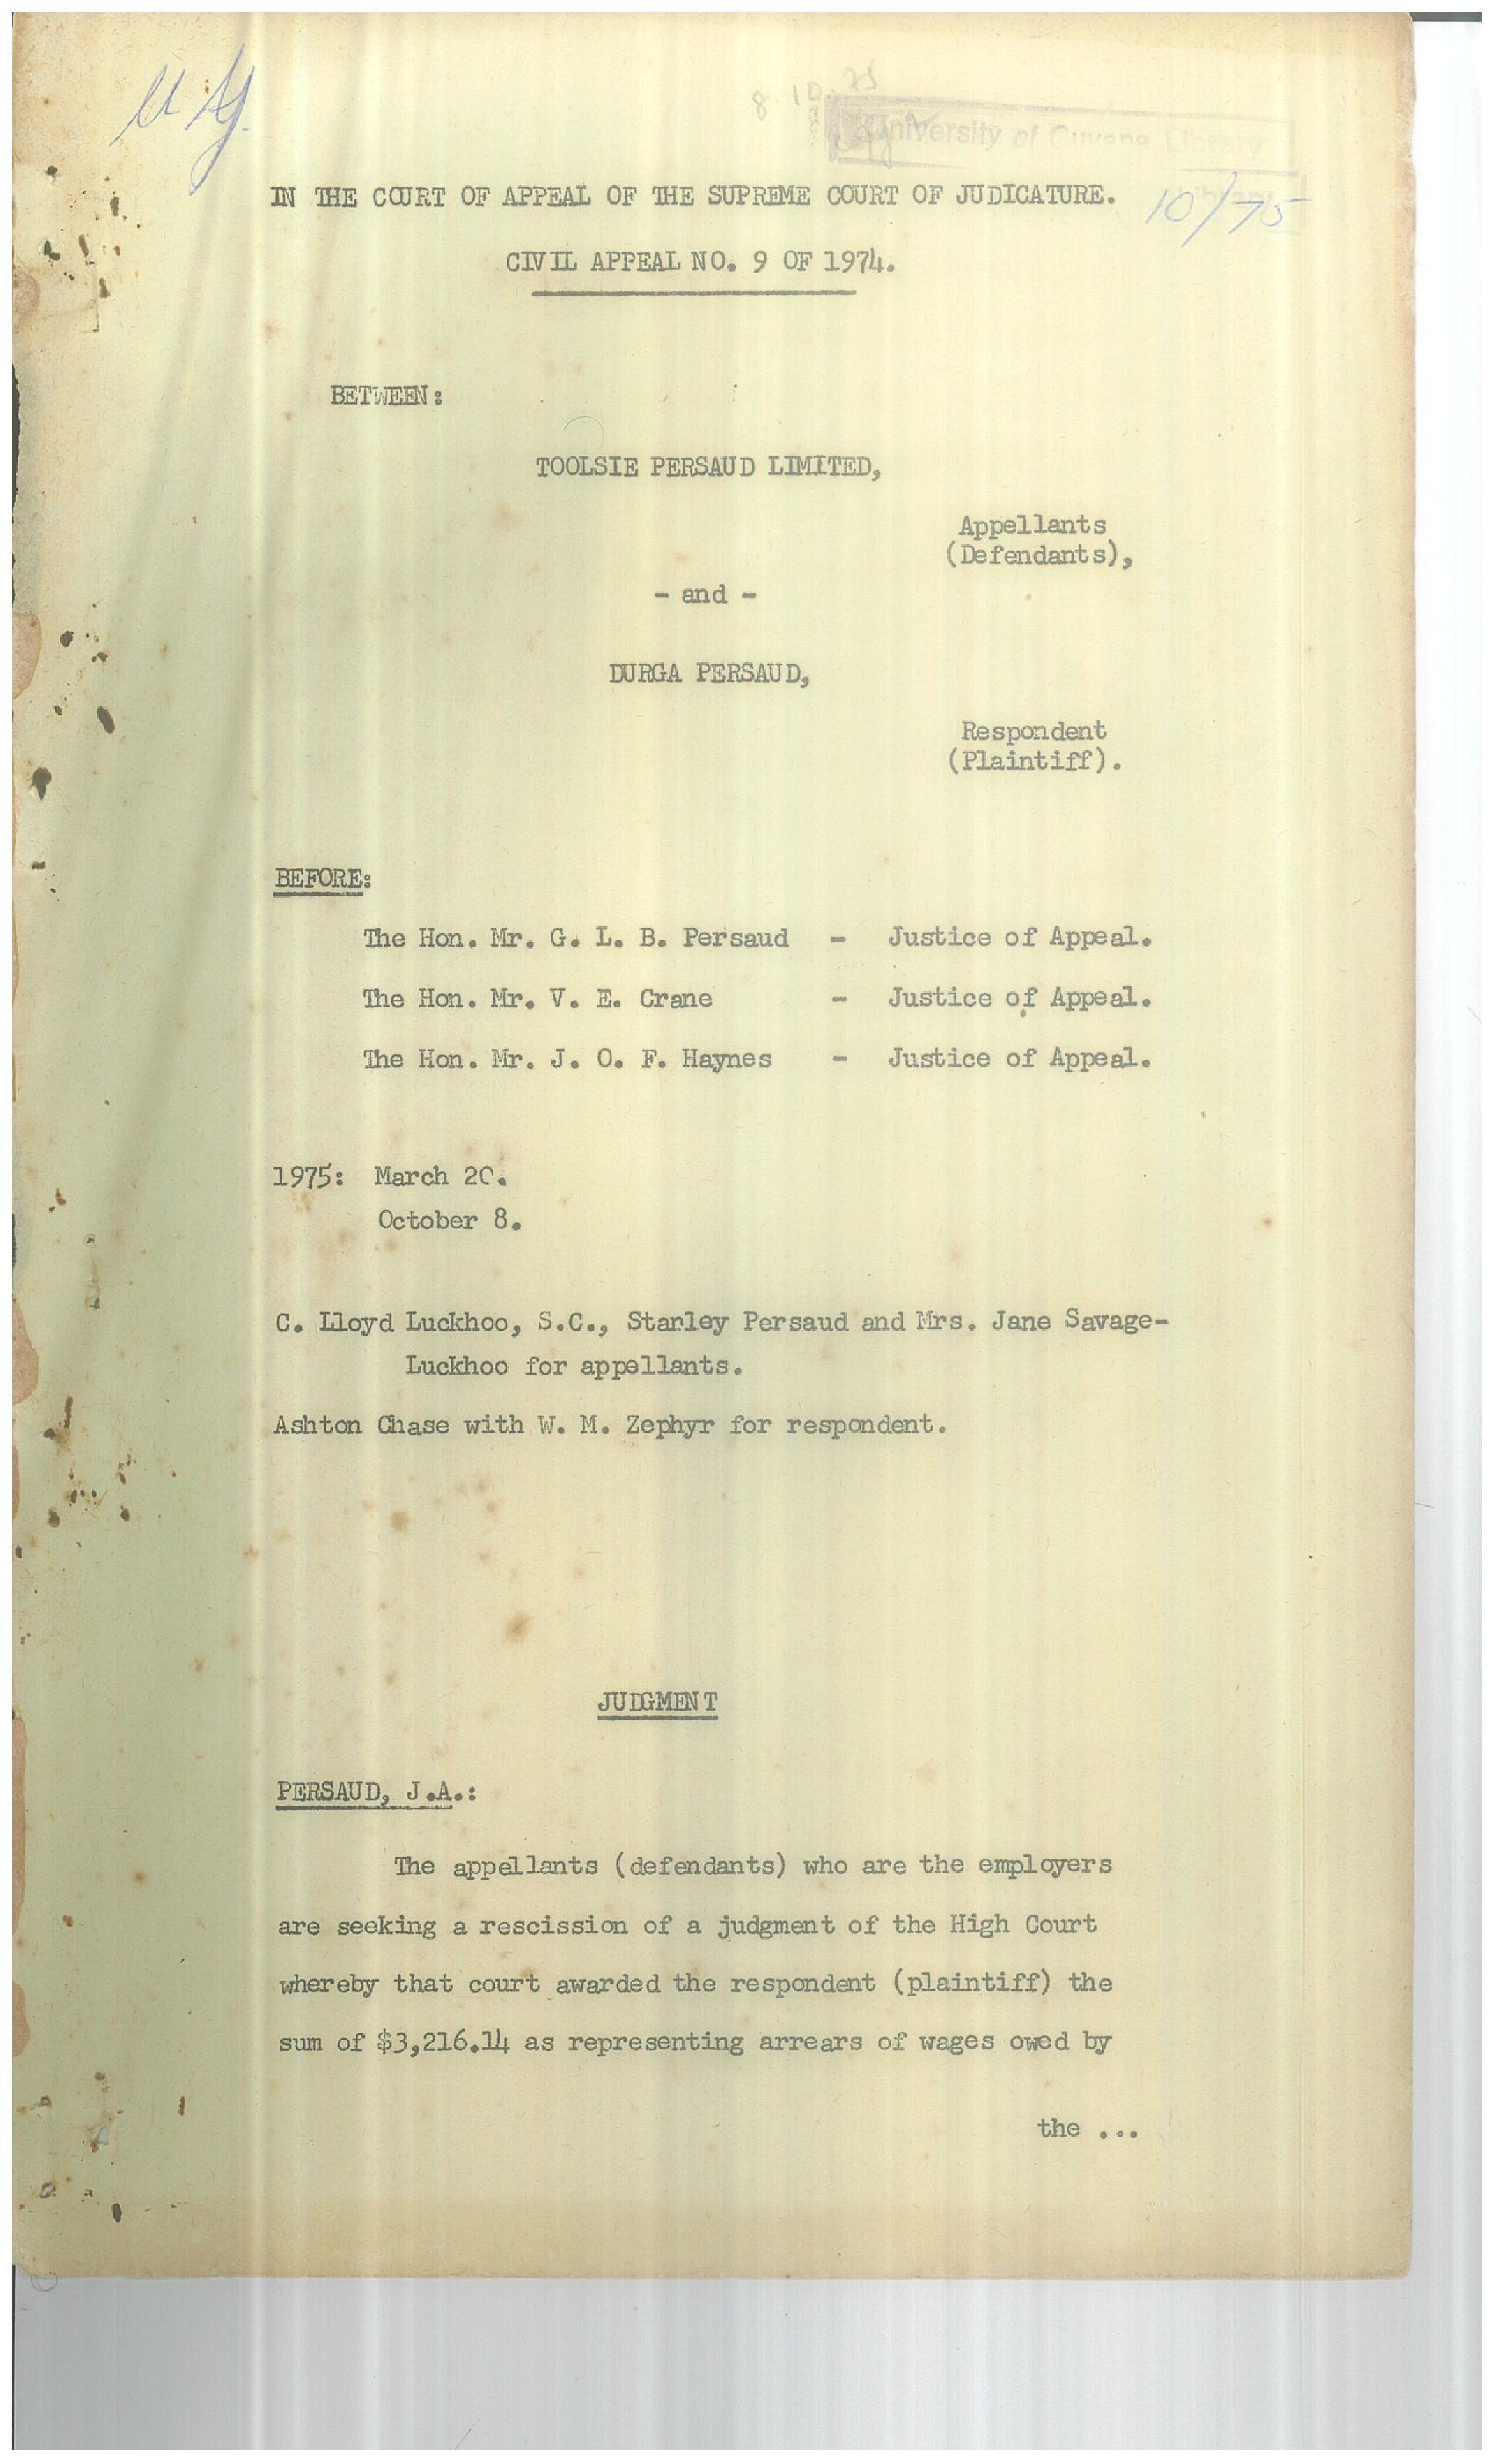 U.G.
8 10.75
University of Guyana Library
IN THE COURT OF APPEAL OF THE SUPREME COURT OF JUDICATURE.
10/75
CIVIL APPEAL NO. 9 OF 1974.
BETWEEN:
TOOLSIE PERSAUD LIMITED,
Appellants
(Defendants),
- and -
DURGA PERSAUD,
Respondent
(Plaintiff).
BEFORE:
The Hon. Mr. G. L. B. Persaud - Justice of Appeal.
The Hon. Mr. V. E. Crane - Justice of Appeal.
The Hon. Mr. J. O. F. Haynes - Justice of Appeal.
1975: March 20.
October 8.
C. Lloyd Luckhoo, S.C., Stanley Persaud and Mrs. Jane Savage-
Luckhoo for appellants.
Ashton Chase with W. M. Zephyr for respondent.
JUDGMENT
PERSAUD, J.A.:
The appellants (defendants) who are the employers
are seeking a rescission of a judgment of the High Court
whereby that court awarded the respondent (plaintiff) the
sum of $3,216.14 as representing arrears of wages owed by
the ...